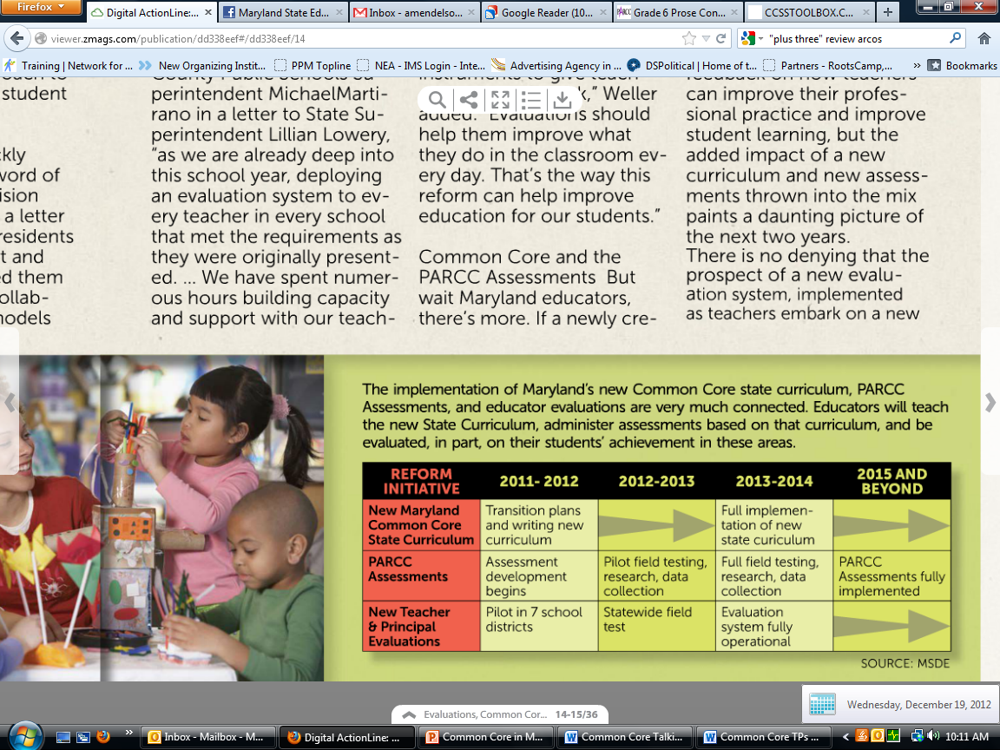 Firefox
Digital ActionLine:...
Maryland State Ed...
Inbox - amendelso...
Google Reader (10...
Grade 6 Prose Con...
CCSSTOOLBOX.C...
viewer.zmags.com/publication/dd338eef#/dd338eef/14
"plus three" review arcos
Training | Network for ...
New Organizing Instit...
PPM Topline
NEA - IMS Login - Inte...
Advertising Agency in ...
DSPolitical | Home of t...
Partners - RootsCamp,...
Bookmarks
student
ckly
word of
ision
a letter
residents
t and
ed them
ollab-
models
County Public Schools Su-
perintendent MichaelMarti-
rano in a letter to State Su-
perintendent Lillian Lowery,
“as we are already deep into
this school year, deploying
an evaluation system to ev-
ery teacher in every school
that met the requirements as
they were originally present-
ed. ... We have spent numer-
ous hours building capacity
and support with our teach-
instruments to give teach-
k,” Weller
added. “Evaluations should
help them improve what
they do in the classroom ev-
ery day. That’s the way this
reform can help improve
education for our students.”
Common Core and the
PARCC Assessments  But
wait Maryland educators,
there’s more. If a newly cre-
feedback on how teachers
can improve their profes-
sional practice and improve
student learning, but the
added impact of a new
curriculum and new assess-
ments thrown into the mix
paints a daunting picture of
the next two years.
There is no denying that the
prospect of a new evalu-
ation system, implemented
as teachers embark on a new
The implementation of Maryland’s new Common Core state curriculum, PARCC
Assessments, and educator evaluations are very much connected. Educators will teach
the new State Curriculum, administer assessments based on that curriculum, and be
evaluated, in part, on their students’ achievement in these areas.
REFORM
INITIATIVE
2011- 2012
2012-2013
2013-2014
2015 AND
BEYOND
New Maryland
Common Core
State Curriculum
Transition plans
and writing new
curriculum
Full implemen-
tation of new
state curiculum
PARCC
Assessments
Assessment
development
begins
Pilot field testing,
research, data
collection
Full field testing,
research, data
collection
PARCC
Assessments fully
implemented
New Teacher
& Principal
Evaluations
Pilot in 7 school
districts
Statewide field
test
Evaluation
system fully
operational
SOURCE: MSDE
Evaluations, Common Cor... 14-15/36
Wednesday, December 19, 2012
Inbox - Mailbox - M...
Digital ActionLine: ...
Common Core in M...
Common Core Talki...
Common Core TPs ...
10:11 AM